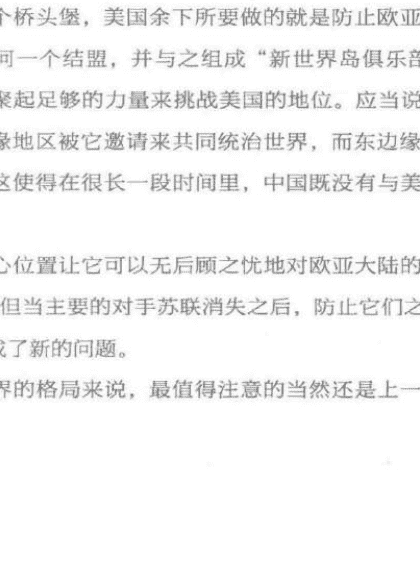 个桥头堡，美国余下所要做的就是防止欧亚
何一个结盟，并与之组成“新世界岛俱乐部
聚起足够的力量来挑战美国的地位。应当说
缘地区被它邀请来共同统治世界，而东边缘
这使得在很长一段时间里，中国既没有与美
心位置让它可以无后顾之忧地对欧亚大陆的
但当主要的对手苏联消失之后，防止它们之
成了新的问题。
界的格局来说，最值得注意的当然还是上一